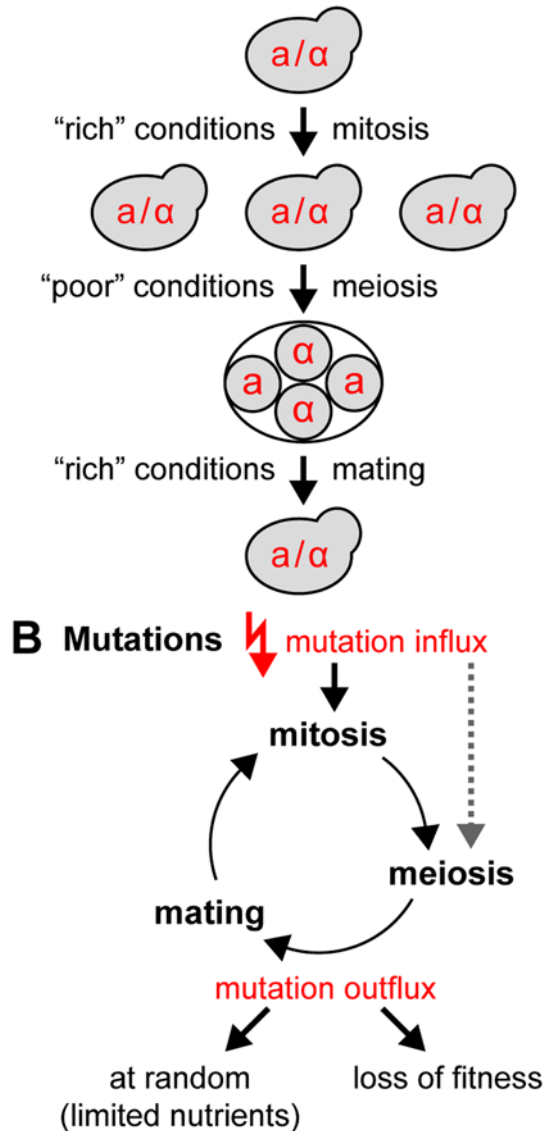 a/α
“rich” conditions mitosis
a/α a/α a/α
“poor” conditions meiosis
α
a a
α
“rich” conditions mating
a/α
B Mutations mutation influx
mitosis
meiosis
mating
mutation outflux
at random loss of fitness
(limited nutrients)